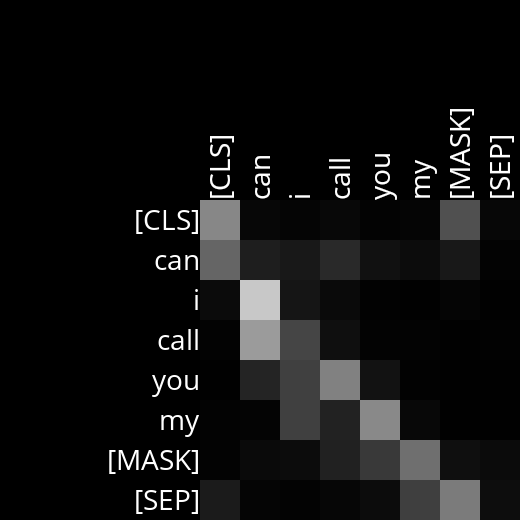 [CLS] can i call you my [MASK] [SEP]
[CLS]
can
i
call
you
my
[MASK]
[SEP]